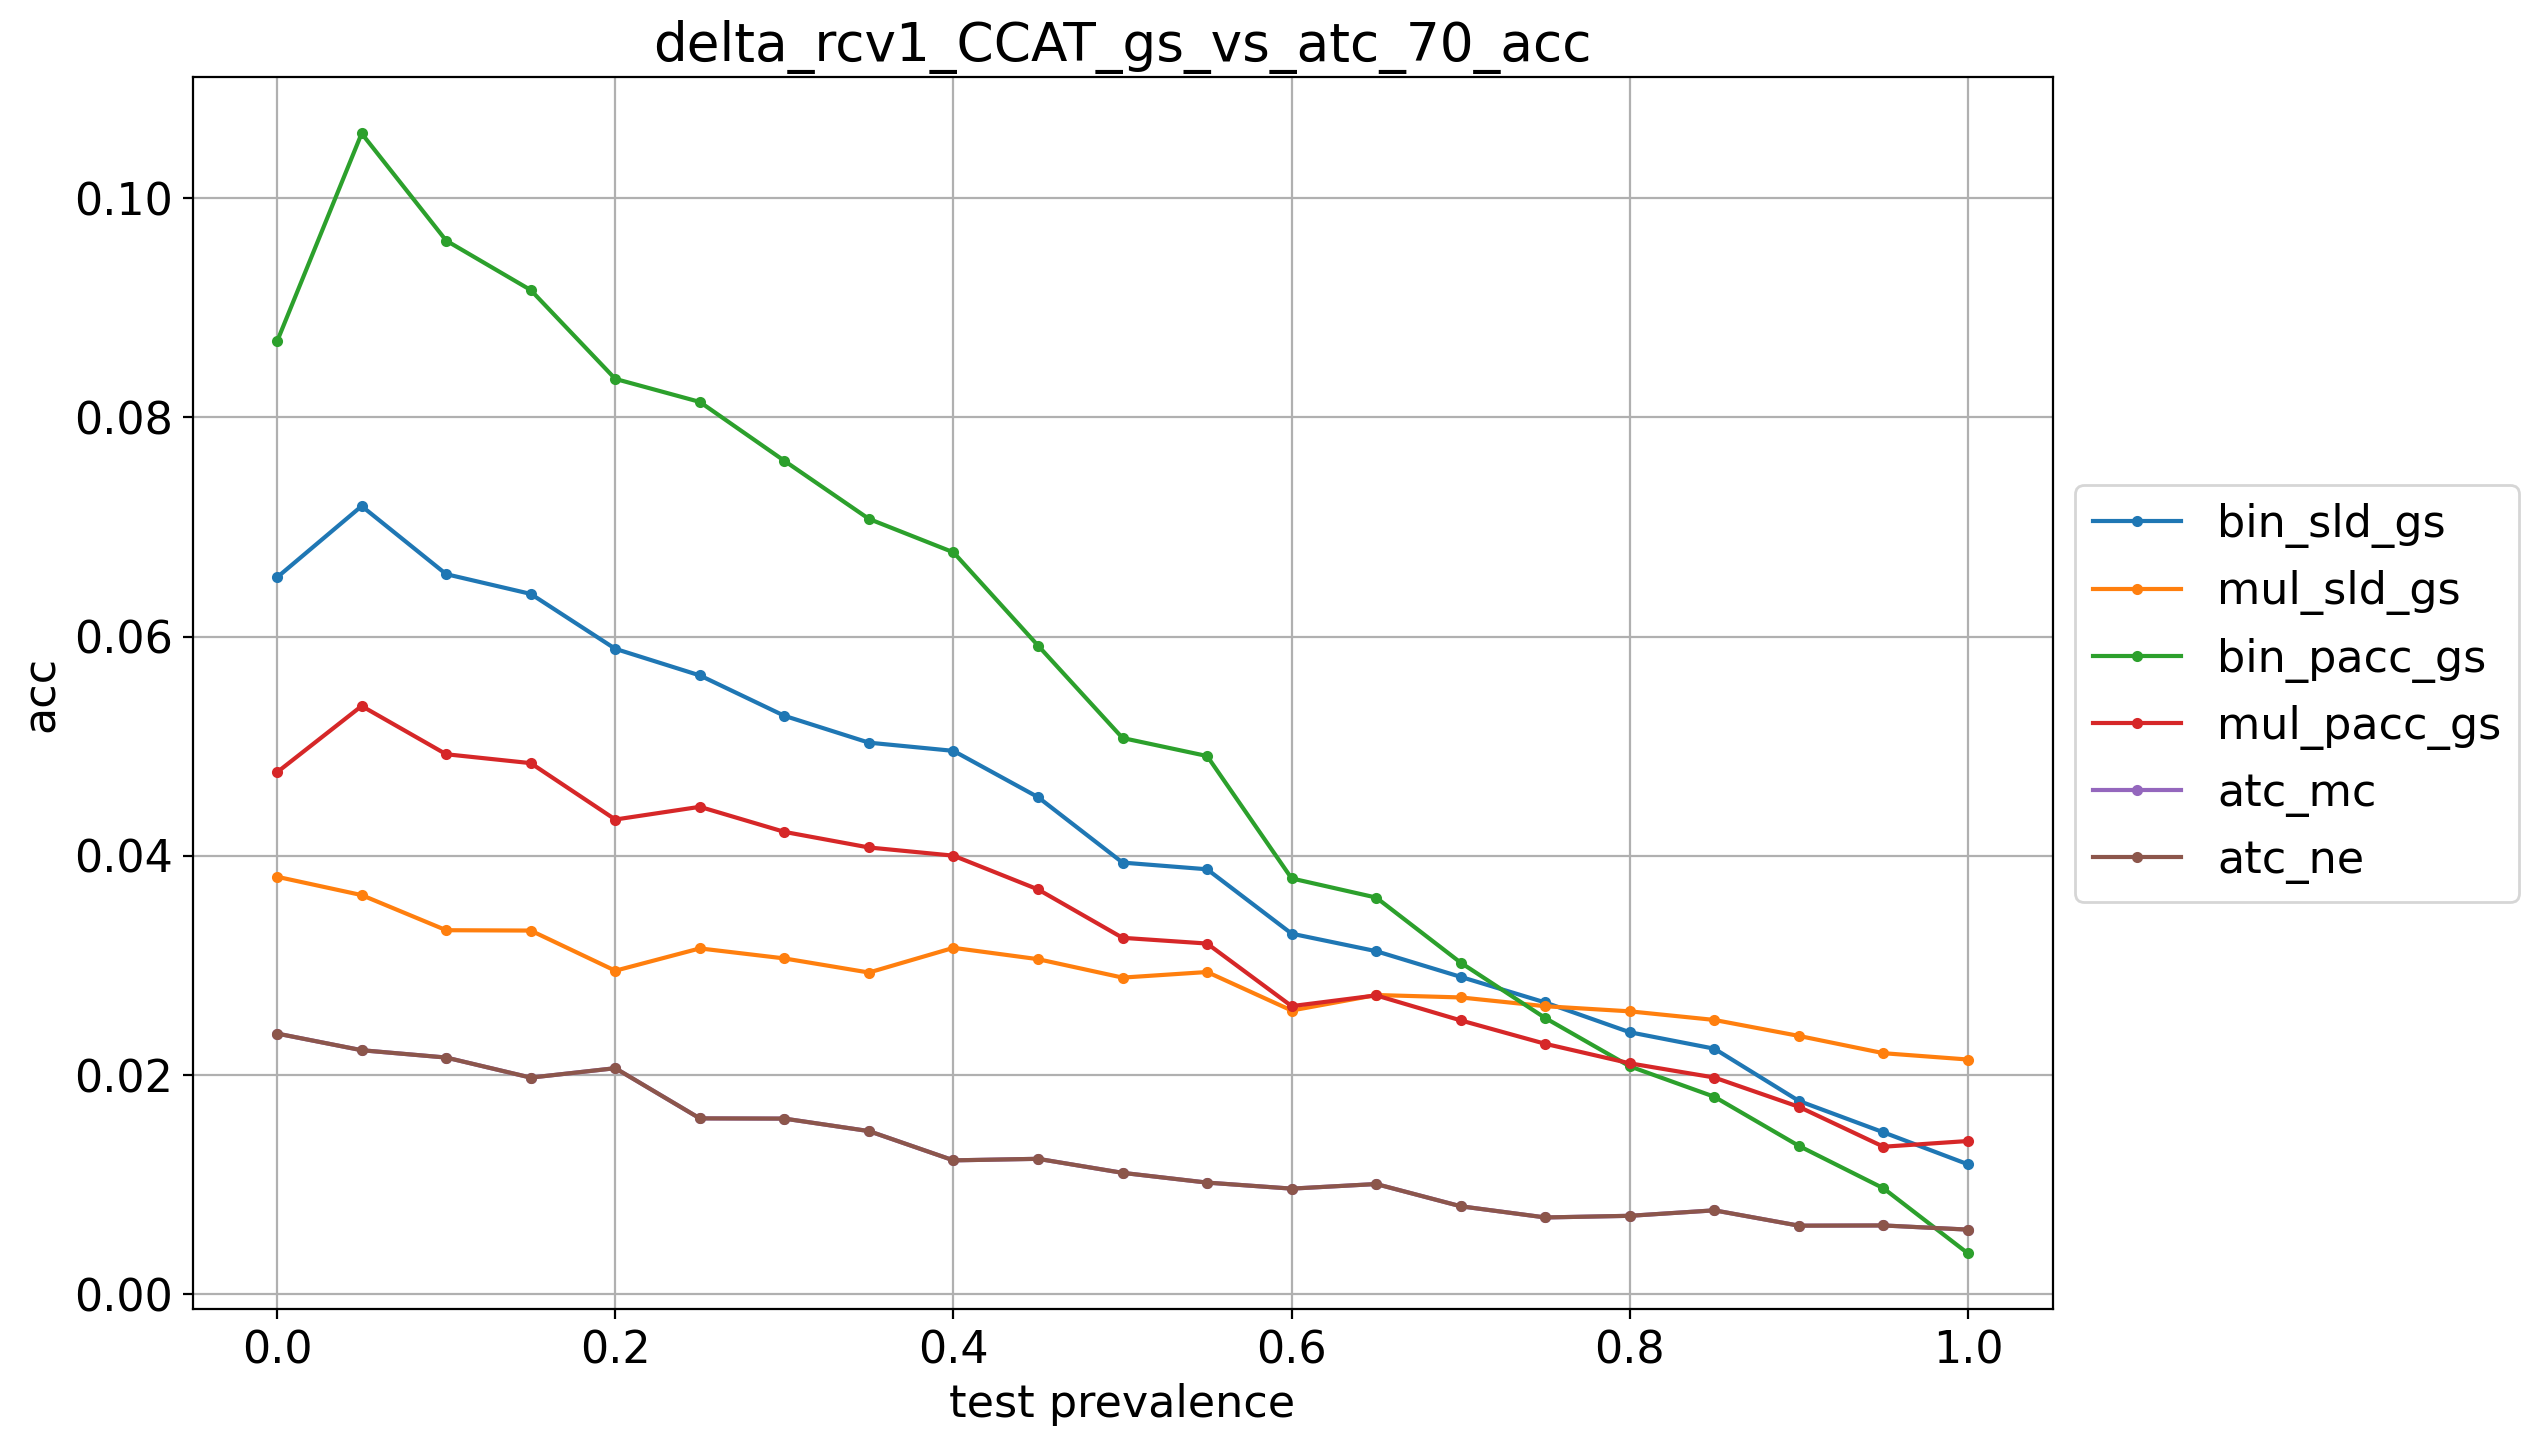 delta_rcv1_CCAT_gs_vs_atc_70_acc
0.10
0.08
0.06
0.04
0.02
0.00
acc
0.0 0.2 0.4 0.6 0.8 1.0
test prevalence
bin_sld_gs
mul_sld_gs
bin_pacc_gs
mul_pacc_gs
atc_mc
atc_ne